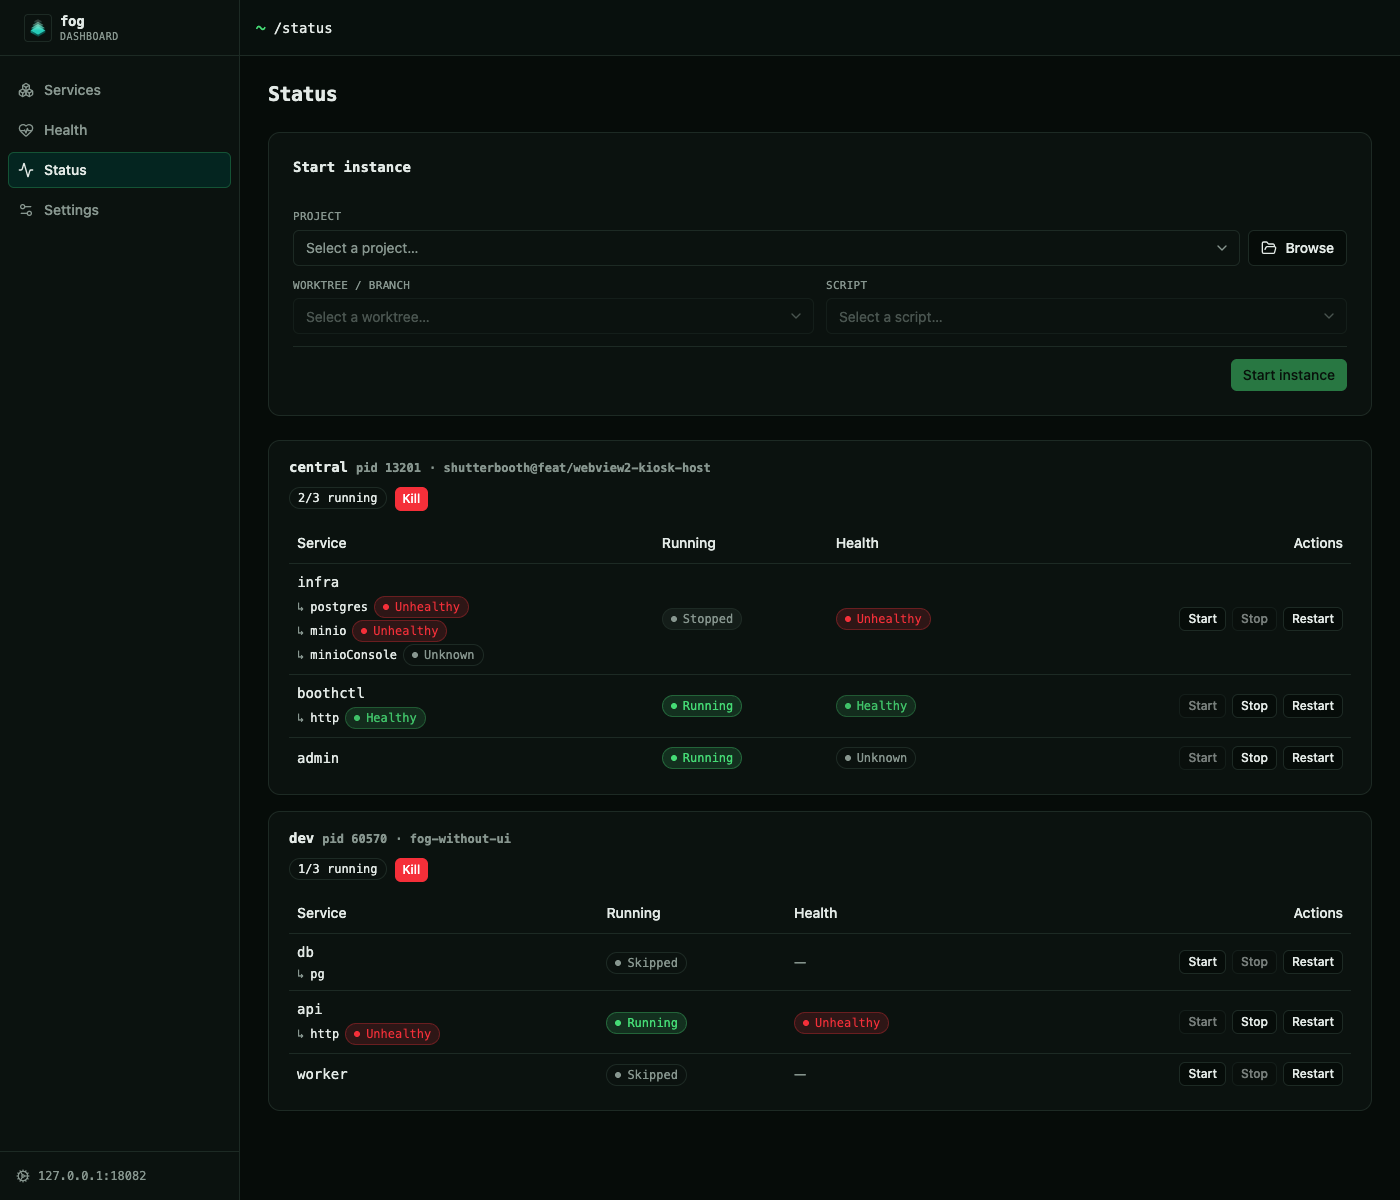 fog
DASHBOARD
~ /status
Services
Health
Status
Settings
Status
Start instance
PROJECT
Select a project...
Browse
WORKTREE / BRANCH SCRIPT
Select a worktree... Select a script...
Start instance
central pid 13201 · shutterbooth@feat/webview2-kiosk-host
2/3 running Kill
Service Running Health Actions
infra
↳ postgres Unhealthy
↳ minio Unhealthy
↳ minioConsole Unknown
Stopped Unhealthy Start Stop Restart
boothctl
↳ http Healthy
Running Healthy Start Stop Restart
admin Running Unknown Start Stop Restart
dev pid 60570 · fog-without-ui
1/3 running Kill
Service Running Health Actions
db
↳ pg
Skipped — Start Stop Restart
api
↳ http Unhealthy
Running Unhealthy Start Stop Restart
worker Skipped — Start Stop Restart
127.0.0.1:18082